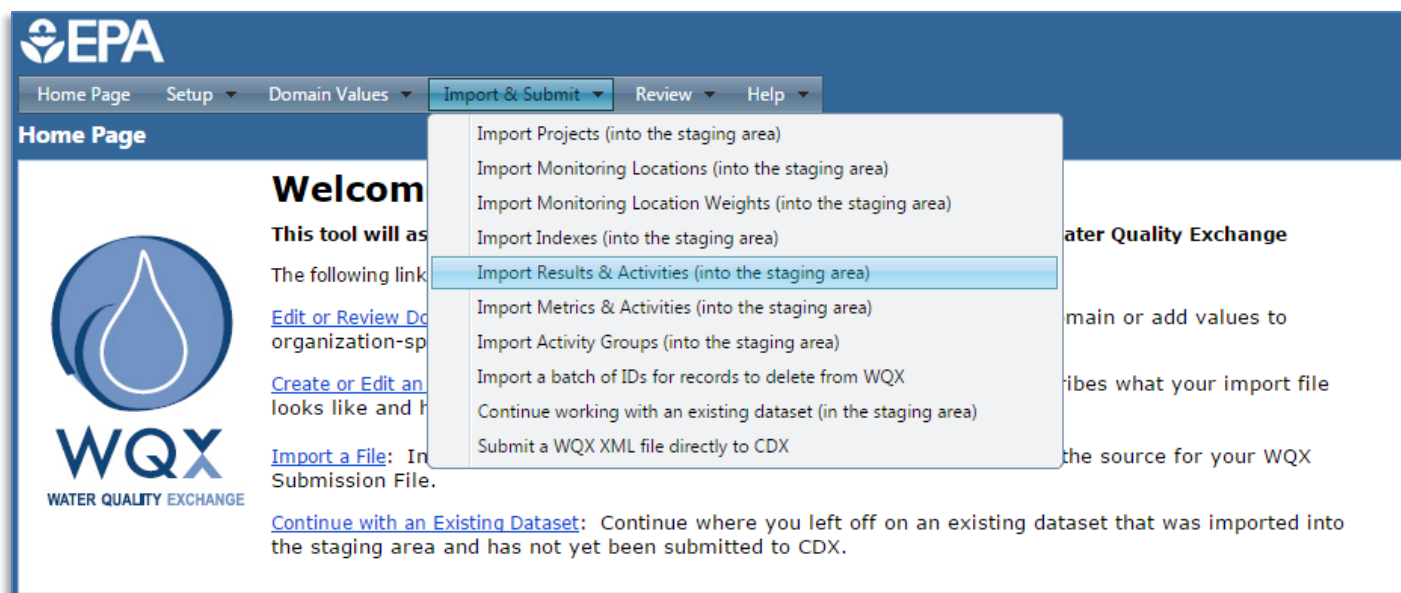 EPA
Home Page Setup Domain Values Import & Submit Review Help
Home Page
Import Projects (into the staging area)
Import Monitoring Locations (into the staging area)
Import Monitoring Location Weights (into the staging area)
Import Indexes (into the staging area)
Import Results & Activities (into the staging area)
Import Metrics & Activities (into the staging area)
Import Activity Groups (into the staging area)
Import a batch of IDs for records to delete from WQX
Continue working with an existing dataset (in the staging area)
Submit a WQX XML file directly to CDX
WQX
WATER QUALITY EXCHANGE
Welcom
This tool will as ater Quality Exchange
The following link
Edit or Review Do main or add values to
organization-sp
Create or Edit an ribes what your import file
looks like and h
Import a File: In the source for your WQX
Submission File.
Continue with an Existing Dataset: Continue where you left off on an existing dataset that was imported into
the staging area and has not yet been submitted to CDX.